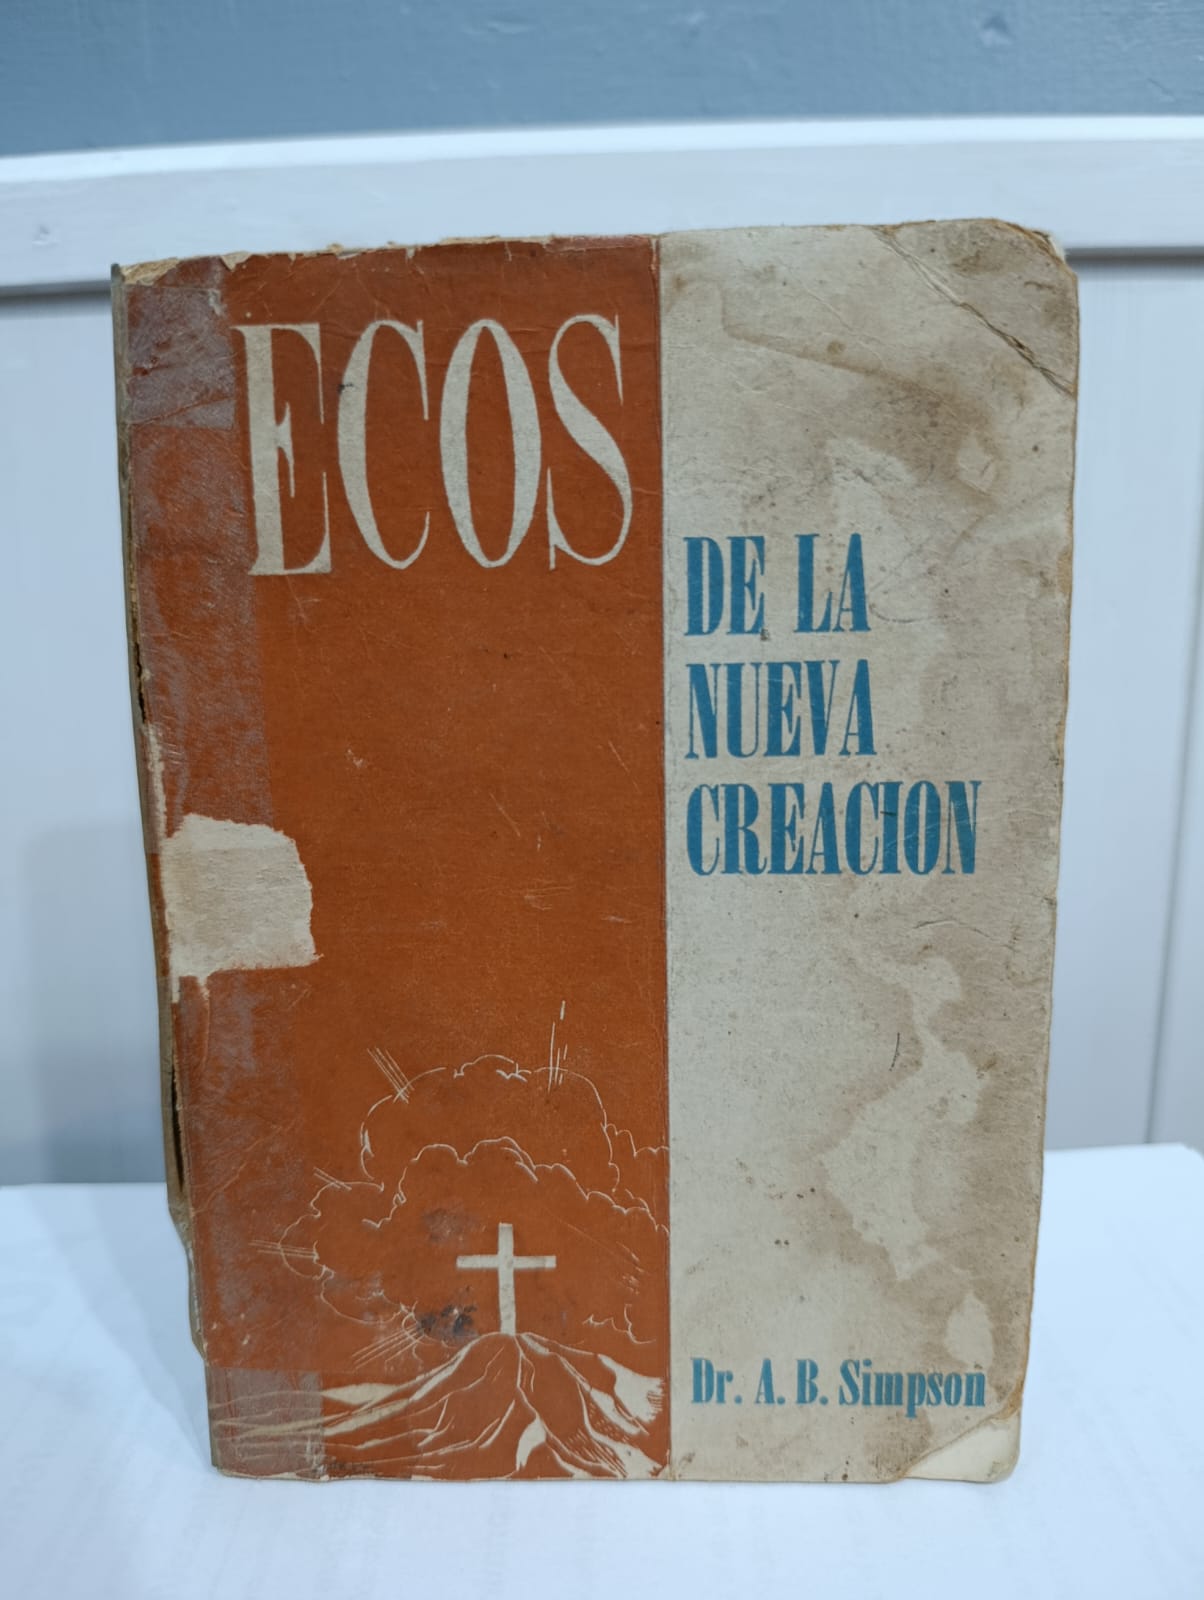 ECOS
DE LA
NUEVA
CREACION
Dr. A. B. Simpson